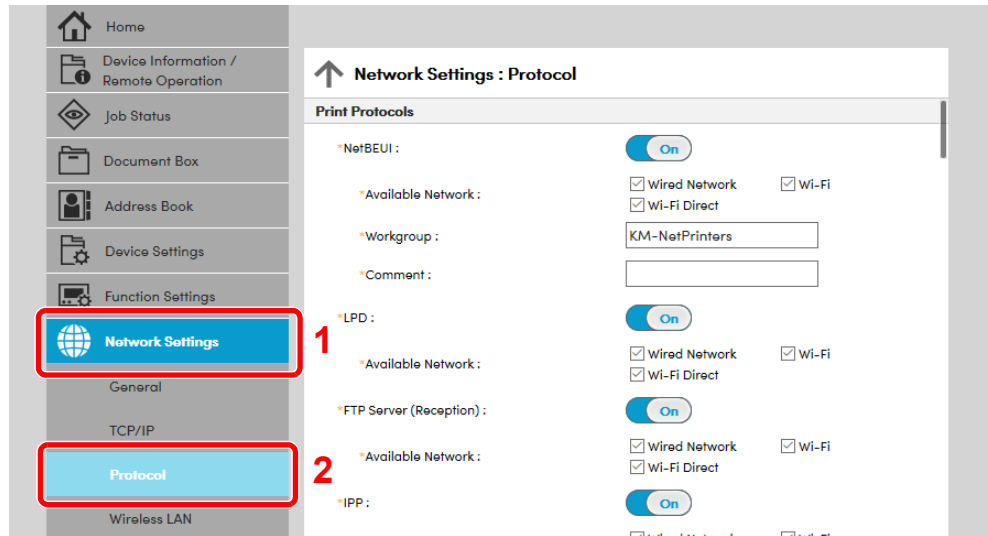 Home
Device Information /
Remote Operation
Job Status
Document Box
Address Book
Device Settings
Function Settings
Network Settings
1
General
TCP/IP
Protocol
2
Wireless LAN
Network Settings : Protocol
Print Protocols
*NetBEUI :
On
*Available Network :
Wired Network
Wi-Fi
Wi-Fi Direct
*Workgroup :
KM-NetPrinters
*Comment :
*LPD :
On
*Available Network :
Wired Network
Wi-Fi
Wi-Fi Direct
*FTP Server (Reception) :
On
*Available Network :
Wired Network
Wi-Fi
Wi-Fi Direct
*IPP :
On